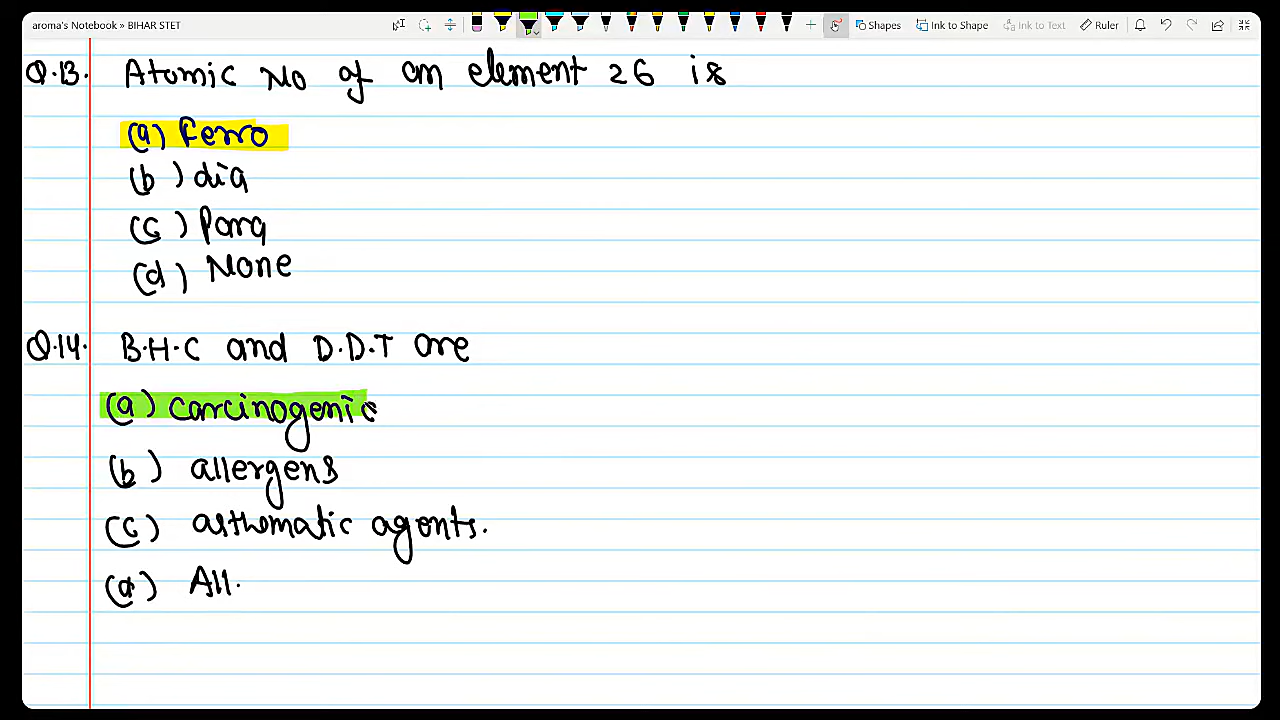 aroma's Notebook » BIHAR STET
Shapes Ink to Shape Ink to Text Ruler
Q.13. Atomic No of an element 26 is
(a) Ferro
(b) dia
(c) Para
(d) None
Q.14. B.H.C and D.D.T are
(a) carcinogenic
(b) allergens
(c) asthomatic agents.
(d) All.